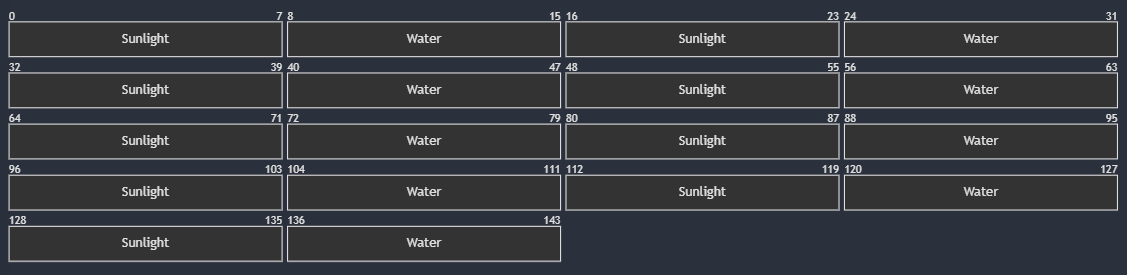 0 7 8 15 16 23 24 31
Sunlight Water Sunlight Water
32 39 40 47 48 55 56 63
Sunlight Water Sunlight Water
64 71 72 79 80 87 88 95
Sunlight Water Sunlight Water
96 103 104 111 112 119 120 127
Sunlight Water Sunlight Water
128 135 136 143
Sunlight Water